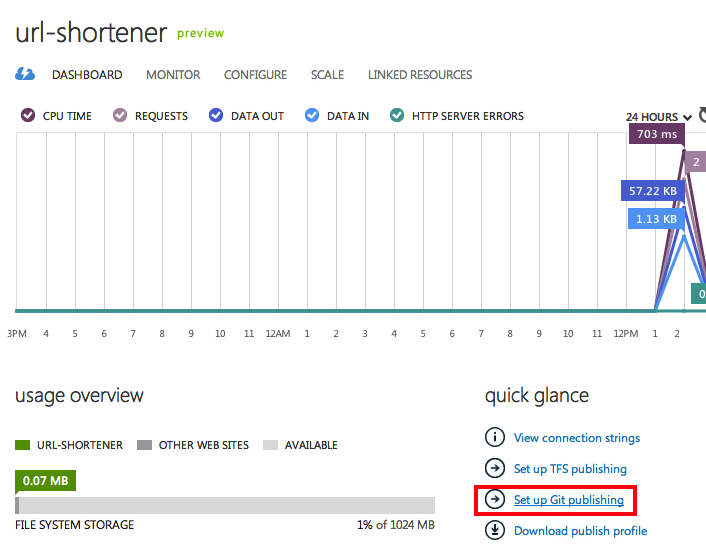 url-shortener preview
DASHBOARD MONITOR CONFIGURE SCALE LINKED RESOURCES
CPU TIME REQUESTS DATA OUT DATA IN HTTP SERVER ERRORS 24 HOURS
703 ms
2
57.22 KB
1.13 KB
0
3PM 4 5 6 7 8 9 10 11 12AM 1 2 3 4 5 6 7 8 9 10 11 12PM 1 2
usage overview
URL-SHORTENER OTHER WEB SITES AVAILABLE
0.07 MB
FILE SYSTEM STORAGE 1% of 1024 MB
quick glance
View connection strings
Set up TFS publishing
Set up Git publishing
Download publish profile